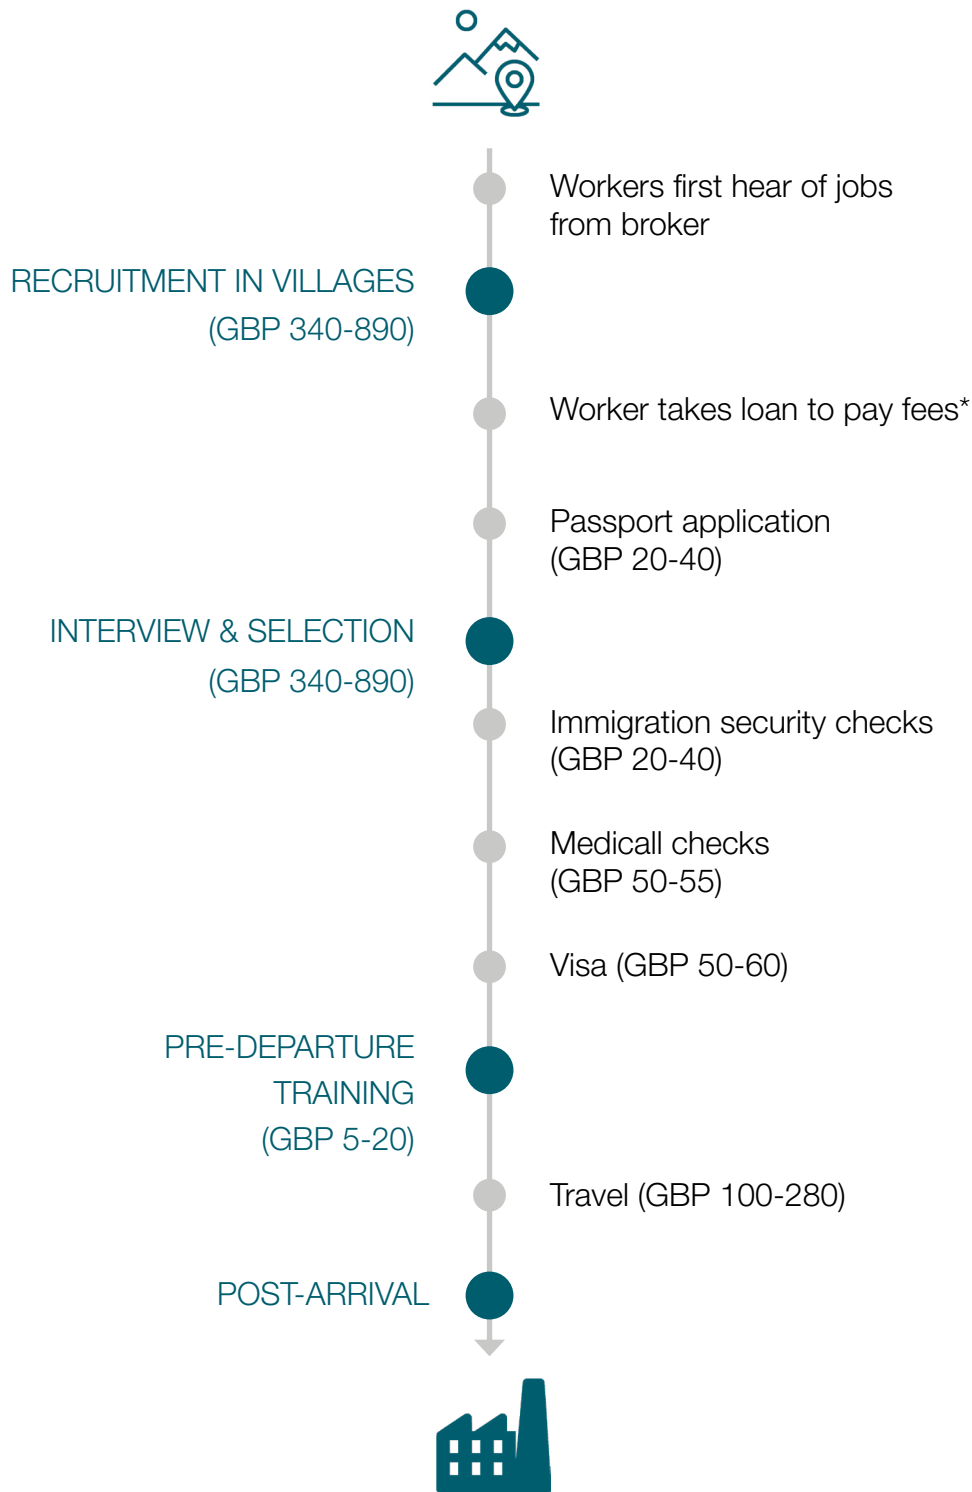 Workers first hear of jobs
from broker
RECRUITMENT IN VILLAGES
(GBP 340-890)
Worker takes loan to pay fees*
Passport application
(GBP 20-40)
INTERVIEW & SELECTION
(GBP 340-890)
Immigration security checks
(GBP 20-40)
Medicall checks
(GBP 50-55)
Visa (GBP 50-60)
PRE-DEPARTURE
TRAINING
(GBP 5-20)
Travel (GBP 100-280)
POST-ARRIVAL